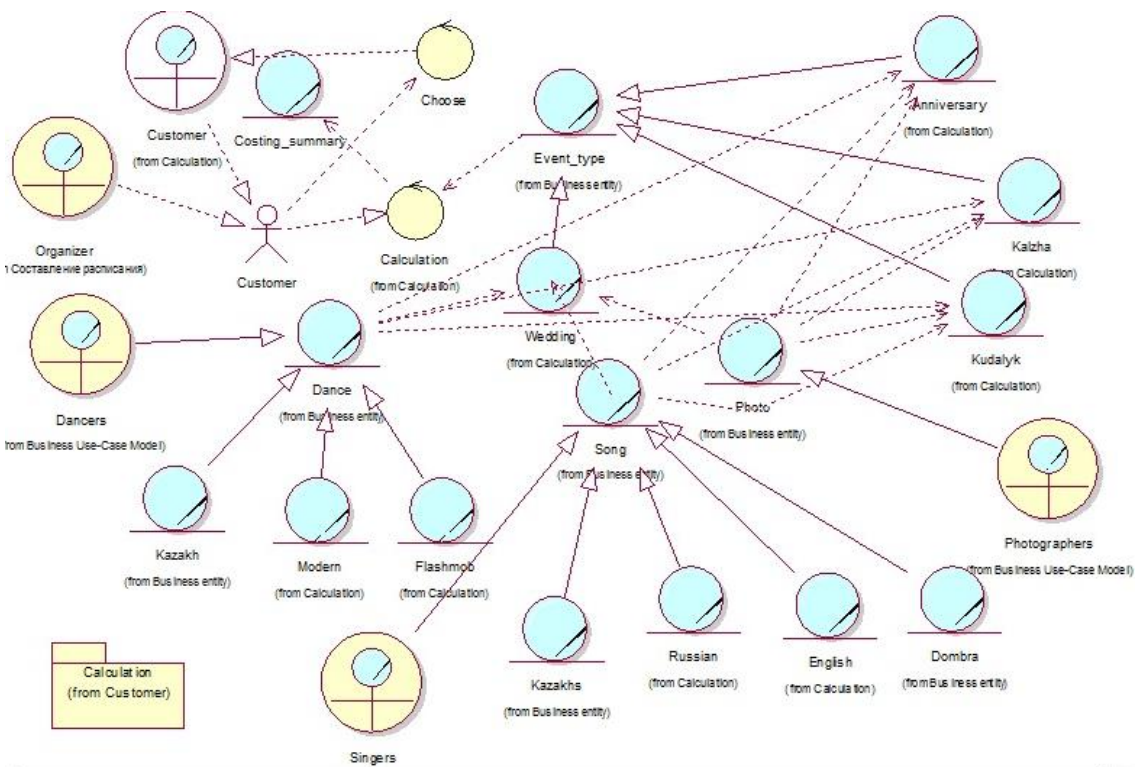 Customer
(from Calculation)
Costing_summary
Choose
Event_type
(from Business entity)
Anniversary
(from Calculation)
Organizer
n Составление расписания)
Customer
Calculation
(from Calculation)
Kalzha
(from Calculation)
Wedding
(from Calculation)
Kudalyk
(from Calculation)
Dancers
from Business Use-Case Model)
Dance
(from Business entity)
Photo
(from Business entity)
Song
(from Business entity)
Kazakh
(from Business entity)
Modern
(from Calculation)
Flashmob
(from Calculation)
Photographers
(from Business Use-Case Model)
Calculation
(from Customer)
Singers
Kazakhs
(from Business entity)
Russian
(from Calculation)
English
(from Calculation)
Dombra
(from Business entity)